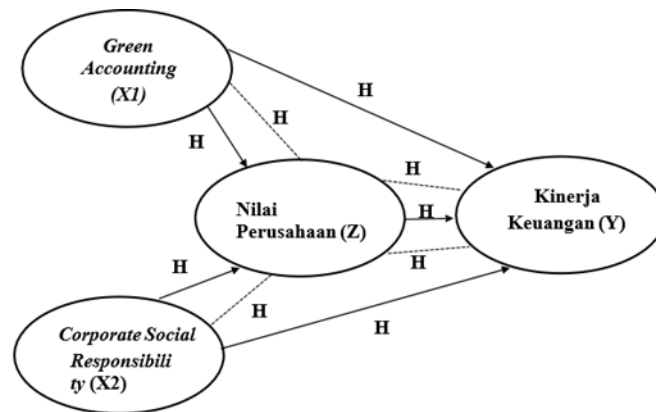 Green
Accounting
(X1)
H
H
H
H
Nilai
Perusahaan (Z)
H
H
Kinerja
Keuangan (Y)
H
H
H
Corporate Social
Responsibili
ty (X2)